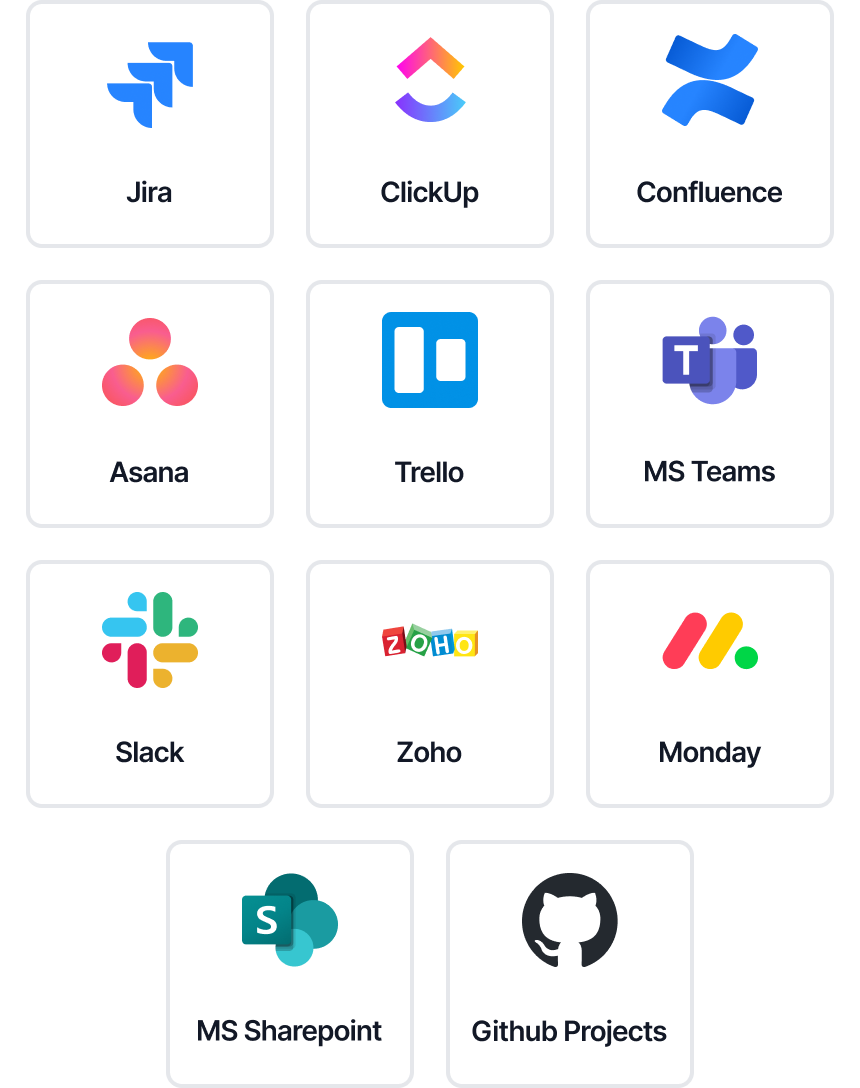 Jira
ClickUp
Confluence
Asana
Trello
T
MS Teams
Slack
ZOHO
Zoho
Monday
S
MS Sharepoint
Github Projects